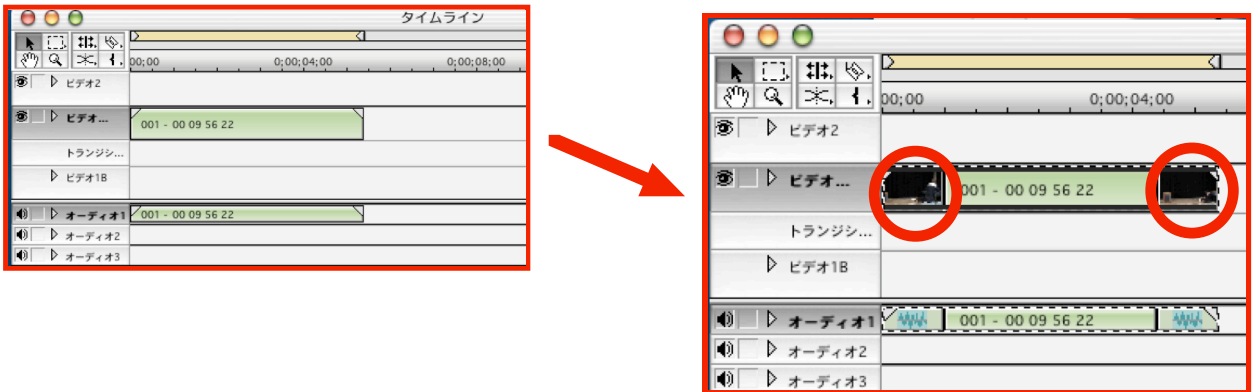 タイムライン
00;00 0;00;04;00 0;00;08;00
ビデオ2
ビデオ...
001 - 00 09 56 22
トランジシ...
ビデオ1B
オーディオ1 001 - 00 09 56 22
オーディオ2
オーディオ3
00;00 0;00;04;00
ビデオ2
ビデオ... 001 - 00 09 56 22
トランジシ...
ビデオ1B
オーディオ1 001 - 00 09 56 22
オーディオ2
オーディオ3